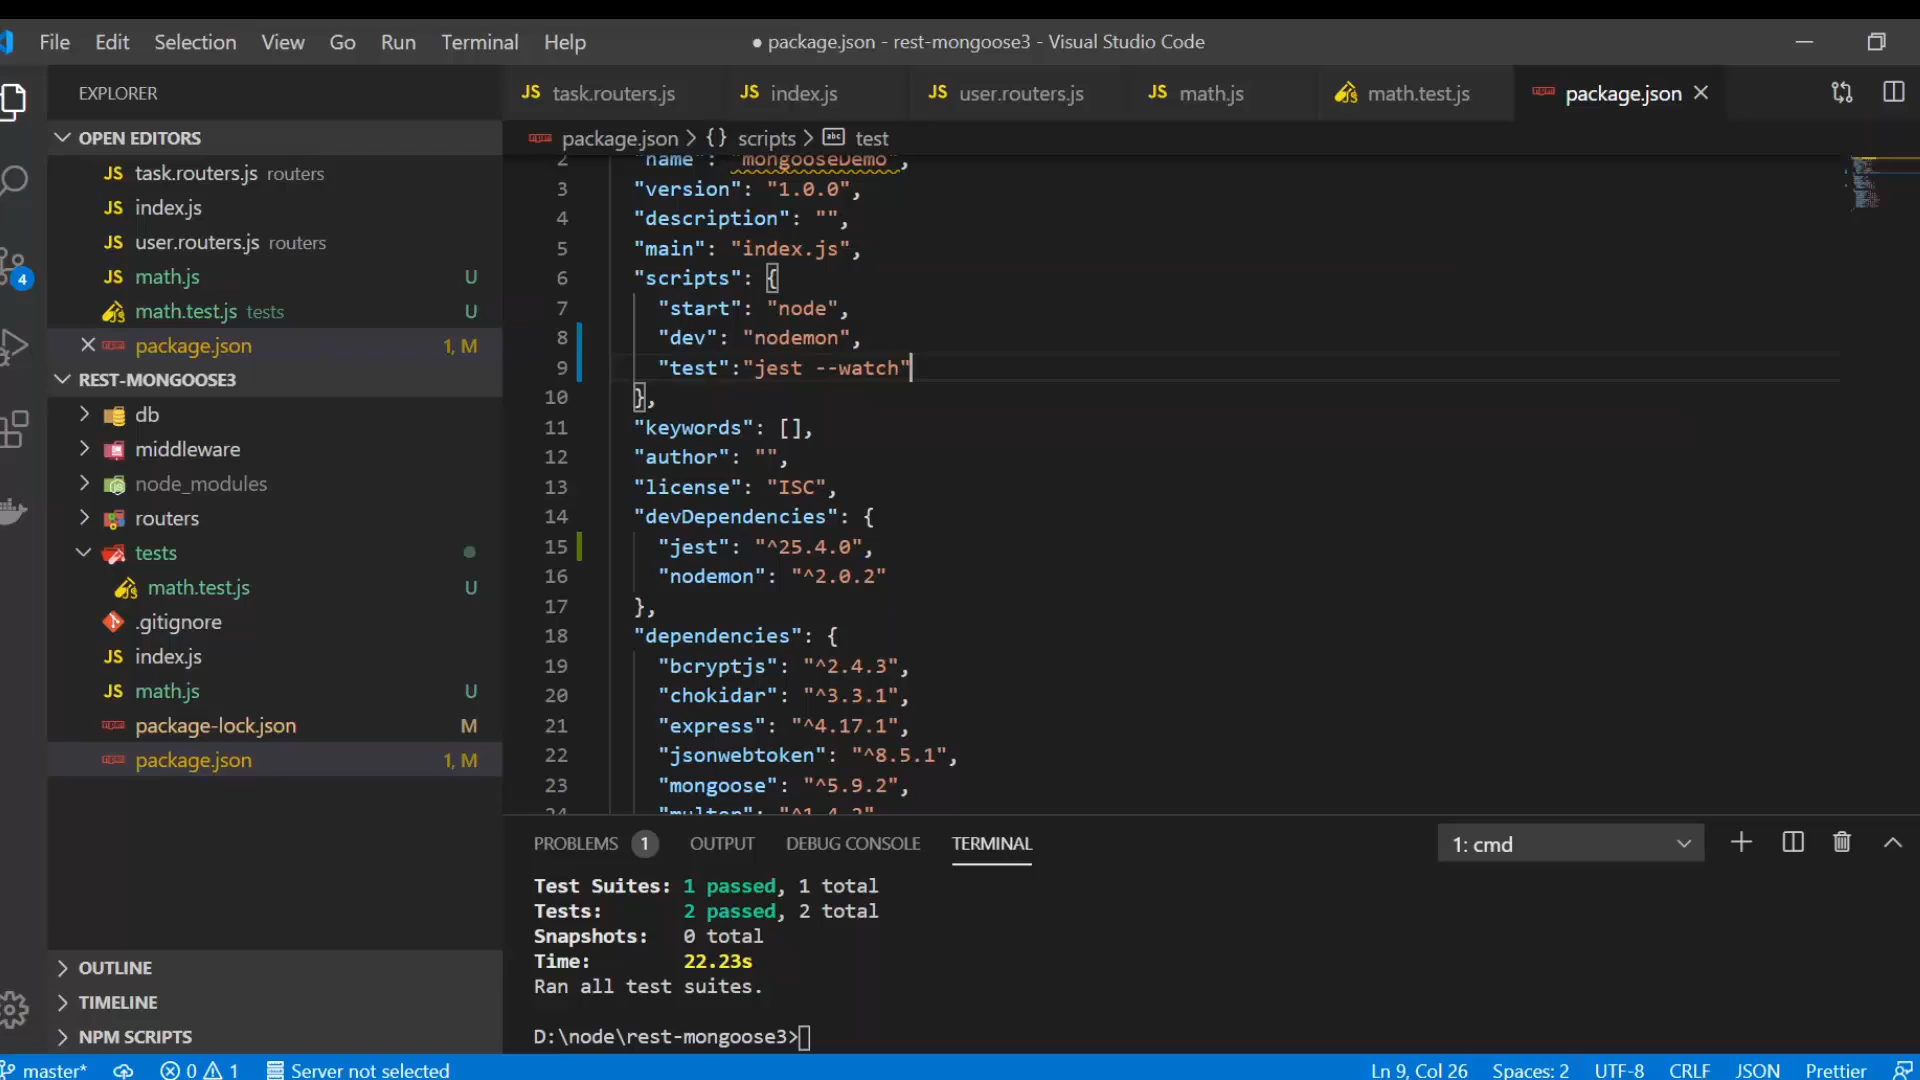 File Edit Selection View Go Run Terminal Help
● package.json - rest-mongoose3 - Visual Studio Code
EXPLORER
OPEN EDITORS
JS task.routers.js routers
JS index.js
JS user.routers.js routers
JS math.js U
math.test.js tests U
package.json 1, M
REST-MONGOOSE3
db
middleware
node_modules
routers
tests
math.test.js U
.gitignore
JS index.js
JS math.js U
package-lock.json M
package.json 1, M
OUTLINE
TIMELINE
NPM SCRIPTS
4
JS task.routers.js JS index.js JS user.routers.js JS math.js math.test.js package.json
package.json > {} scripts > abc test
2 "name": "mongooseDemo",
3 "version": "1.0.0",
4 "description": "",
5 "main": "index.js",
6 "scripts": {
7 "start": "node",
8 "dev": "nodemon",
9 "test":"jest --watch"
10 },
11 "keywords": [],
12 "author": "",
13 "license": "ISC",
14 "devDependencies": {
15 "jest": "^25.4.0",
16 "nodemon": "^2.0.2"
17 },
18 "dependencies": {
19 "bcryptjs": "^2.4.3",
20 "chokidar": "^3.3.1",
21 "express": "^4.17.1",
22 "jsonwebtoken": "^8.5.1",
23 "mongoose": "^5.9.2",
24 "multer": "^1.4.2"
PROBLEMS 1 OUTPUT DEBUG CONSOLE TERMINAL 1: cmd
Test Suites: 1 passed, 1 total
Tests: 2 passed, 2 total
Snapshots: 0 total
Time: 22.23s
Ran all test suites.
D:\node\rest-mongoose3>
master* 0 1 Server not selected Ln 9, Col 26 Spaces: 2 UTF-8 CRLF JSON Prettier